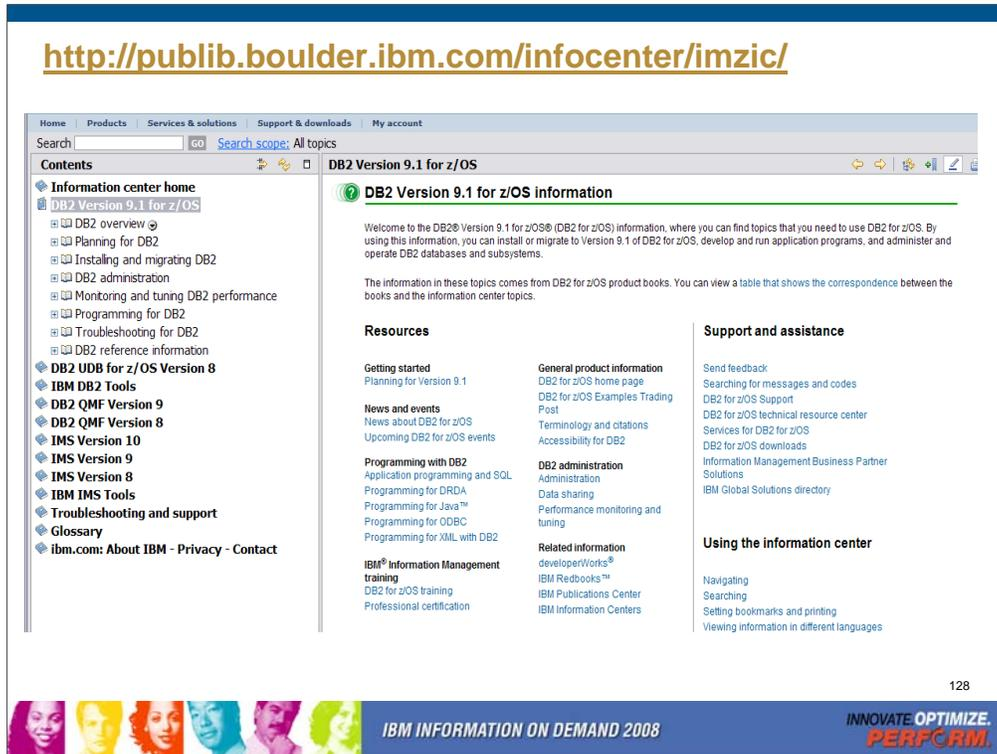 http://publib.boulder.ibm.com/infocenter/imzic/
Home | Products | Services & solutions | Support & downloads | My account
Search GO Search scope: All topics
Contents
Information center home
DB2 Version 9.1 for z/OS
DB2 overview
Planning for DB2
Installing and migrating DB2
DB2 administration
Monitoring and tuning DB2 performance
Programming for DB2
Troubleshooting for DB2
DB2 reference information
DB2 UDB for z/OS Version 8
IBM DB2 Tools
DB2 QMF Version 9
DB2 QMF Version 8
IMS Version 10
IMS Version 9
IMS Version 8
IBM IMS Tools
Troubleshooting and support
Glossary
ibm.com: About IBM - Privacy - Contact
DB2 Version 9.1 for z/OS
DB2 Version 9.1 for z/OS information
Welcome to the DB2® Version 9.1 for z/OS® (DB2 for z/OS) information, where you can find topics that you need to use DB2 for z/OS. By
using this information, you can install or migrate to Version 9.1 of DB2 for z/OS, develop and run application programs, and administer and
operate DB2 databases and subsystems.
The information in these topics comes from DB2 for z/OS product books. You can view a table that shows the correspondence between the
books and the information center topics.
Resources
Getting started
Planning for Version 9.1
News and events
News about DB2 for z/OS
Upcoming DB2 for z/OS events
Programming with DB2
Application programming and SQL
Programming for DRDA
Programming for Java™
Programming for ODBC
Programming for XML with DB2
IBM® Information Management
training
DB2 for z/OS training
Professional certification
General product information
DB2 for z/OS home page
DB2 for z/OS Examples Trading
Post
Terminology and citations
Accessibility for DB2
DB2 administration
Administration
Data sharing
Performance monitoring and
tuning
Related information
developerWorks®
IBM Redbooks™
IBM Publications Center
IBM Information Centers
Support and assistance
Send feedback
Searching for messages and codes
DB2 for z/OS Support
DB2 for z/OS technical resource center
Services for DB2 for z/OS
DB2 for z/OS downloads
Information Management Business Partner
Solutions
IBM Global Solutions directory
Using the information center
Navigating
Searching
Setting bookmarks and printing
Viewing information in different languages
128
IBM INFORMATION ON DEMAND 2008
INNOVATE.OPTIMIZE.
PERFORM.